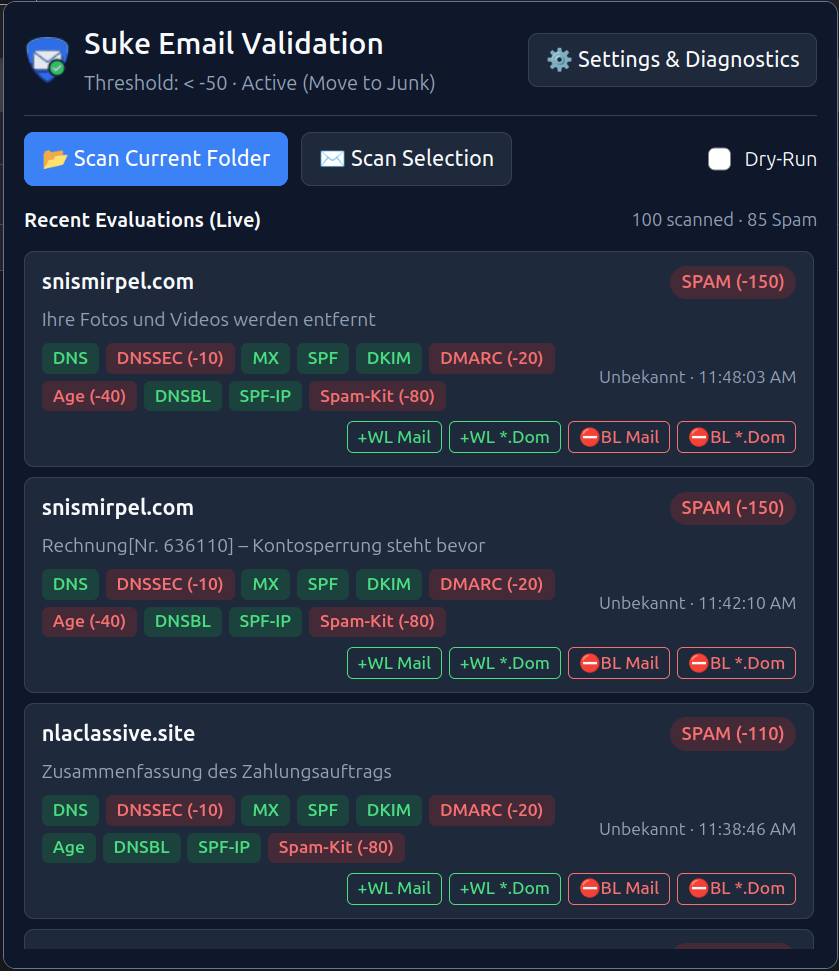 Suke Email Validation
Threshold: < -50 · Active (Move to Junk)
⚙️ Settings & Diagnostics
📂 Scan Current Folder
✉️ Scan Selection
Dry-Run
Recent Evaluations (Live)
100 scanned · 85 Spam
snismirpel.com
SPAM (-150)
Ihre Fotos und Videos werden entfernt
DNS DNSSEC (-10) MX SPF DKIM DMARC (-20)
Age (-40) DNSBL SPF-IP Spam-Kit (-80)
Unbekannt · 11:48:03 AM
+WL Mail +WL *.Dom ⛔BL Mail ⛔BL *.Dom
snismirpel.com
SPAM (-150)
Rechnung[Nr. 636110] – Kontosperrung steht bevor
DNS DNSSEC (-10) MX SPF DKIM DMARC (-20)
Age (-40) DNSBL SPF-IP Spam-Kit (-80)
Unbekannt · 11:42:10 AM
+WL Mail +WL *.Dom ⛔BL Mail ⛔BL *.Dom
nlaclassive.site
SPAM (-110)
Zusammenfassung des Zahlungsauftrags
DNS DNSSEC (-10) MX SPF DKIM DMARC (-20)
Age DNSBL SPF-IP Spam-Kit (-80)
Unbekannt · 11:38:46 AM
+WL Mail +WL *.Dom ⛔BL Mail ⛔BL *.Dom